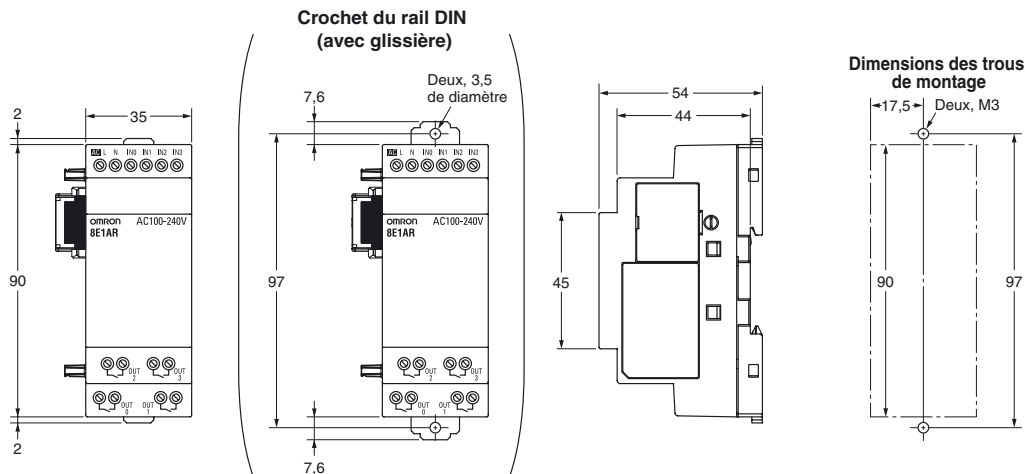 Crochet du rail DIN
(avec glissière)
Deux, 3,5
de diamètre
7,6
2
35
AC L N IN0 IN1 IN2 IN3
OMRON AC100-240V
8E1AR
90
OUT 2
OUT 3
OUT 0
OUT 1
2
AC L N IN0 IN1 IN2 IN3
OMRON AC100-240V
8E1AR
97
OUT 2
OUT 3
OUT 0
OUT 1
7,6
54
44
45
Dimensions des trous
de montage
17,5
Deux, M3
90
97